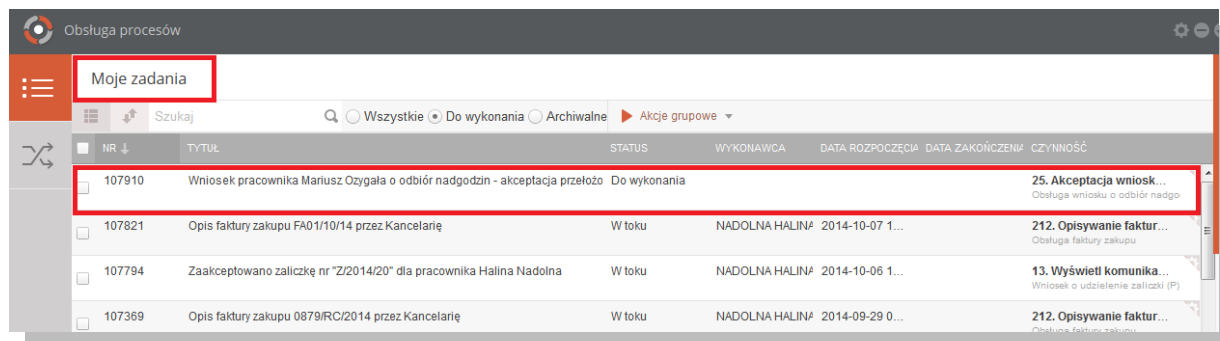 Obsługa procesów
Moje zadania
Szukaj Wszystkie Do wykonania Archiwalne Akcje grupowe
NR ↓ TYTUŁ STATUS WYKONAWCA DATA ROZPOCZĘCIA DATA ZAKOŃCZENIA CZYNNOŚĆ
107910 Wniosek pracownika Mariusz Ozygała o odbiór nadgodzin - akceptacja przełożo Do wykonania 25. Akceptacja wniosk...
Obsługa wniosku o odbiór nadgo
107821 Opis faktury zakupu FA01/10/14 przez Kancelarię W toku NADOLNA HALINA 2014-10-07 1... 212. Opisywanie faktur...
Obsługa faktury zakupu
107794 Zaakceptowano zaliczkę nr "Z/2014/20" dla pracownika Halina Nadolna W toku NADOLNA HALINA 2014-10-06 1... 13. Wyświetl komunika...
Wniosek o udzielenie zaliczki (P)
107369 Opis faktury zakupu 0879/RC/2014 przez Kancelarię W toku NADOLNA HALINA 2014-09-29 0... 212. Opisywanie faktur...
Obsługa faktury zakupu